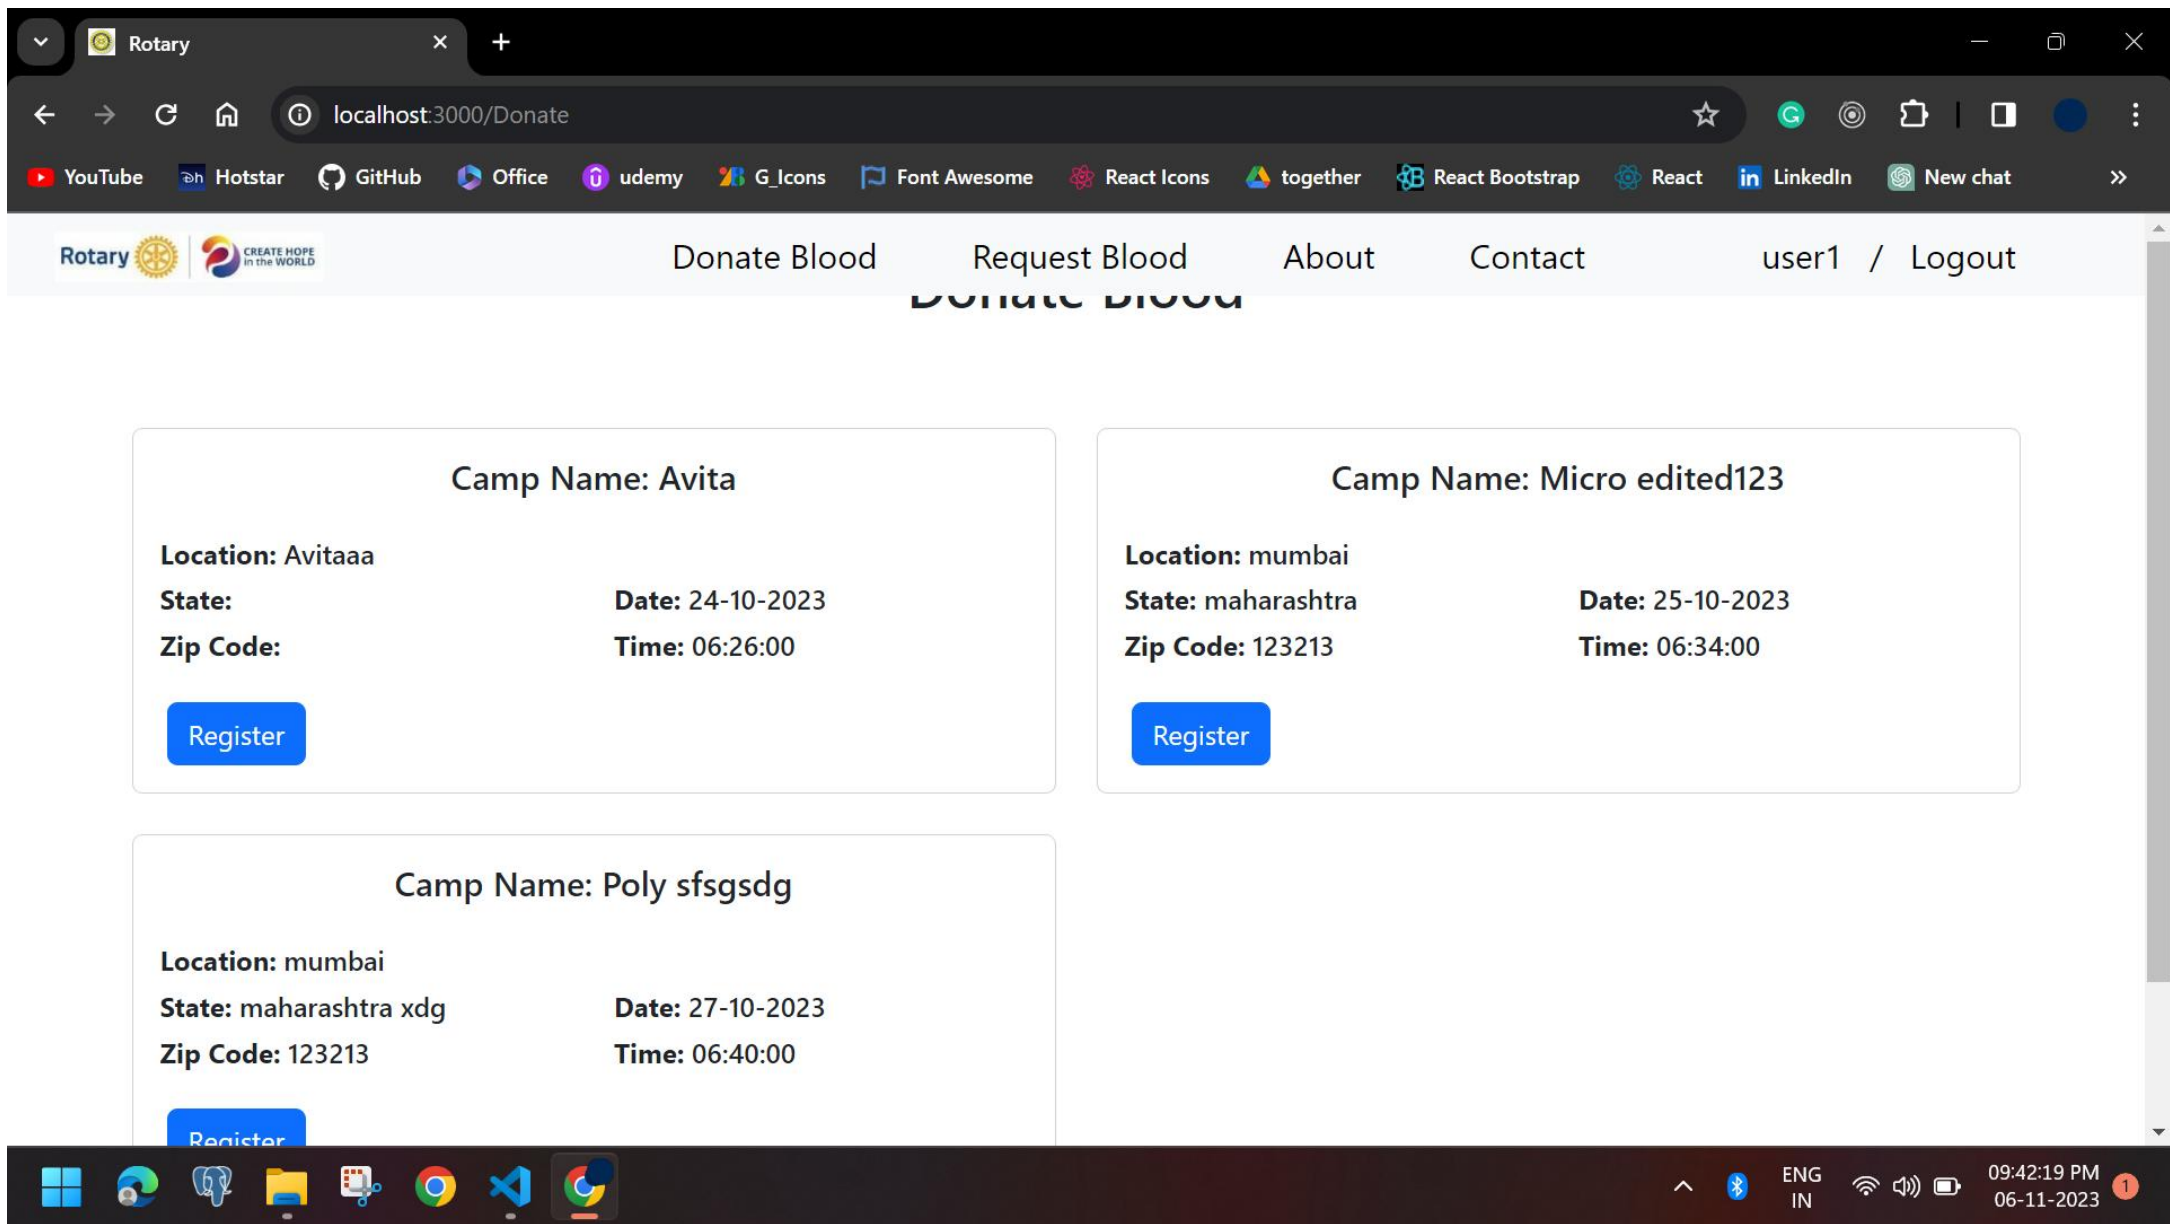 Rotary
localhost:3000/Donate
YouTube Hotstar GitHub Office udemy G_Icons Font Awesome React Icons together React Bootstrap React LinkedIn New chat
Rotary CREATE HOPE in the WORLD Donate Blood Request Blood About Contact user1 / Logout
Donate Blood
Camp Name: Avita
Location: Avitaaa
State: Date: 24-10-2023
Zip Code: Time: 06:26:00
Register
Camp Name: Micro edited123
Location: mumbai
State: maharashtra Date: 25-10-2023
Zip Code: 123213 Time: 06:34:00
Register
Camp Name: Poly sfsgsdg
Location: mumbai
State: maharashtra xdg Date: 27-10-2023
Zip Code: 123213 Time: 06:40:00
Register
ENG
IN
09:42:19 PM
06-11-2023
1